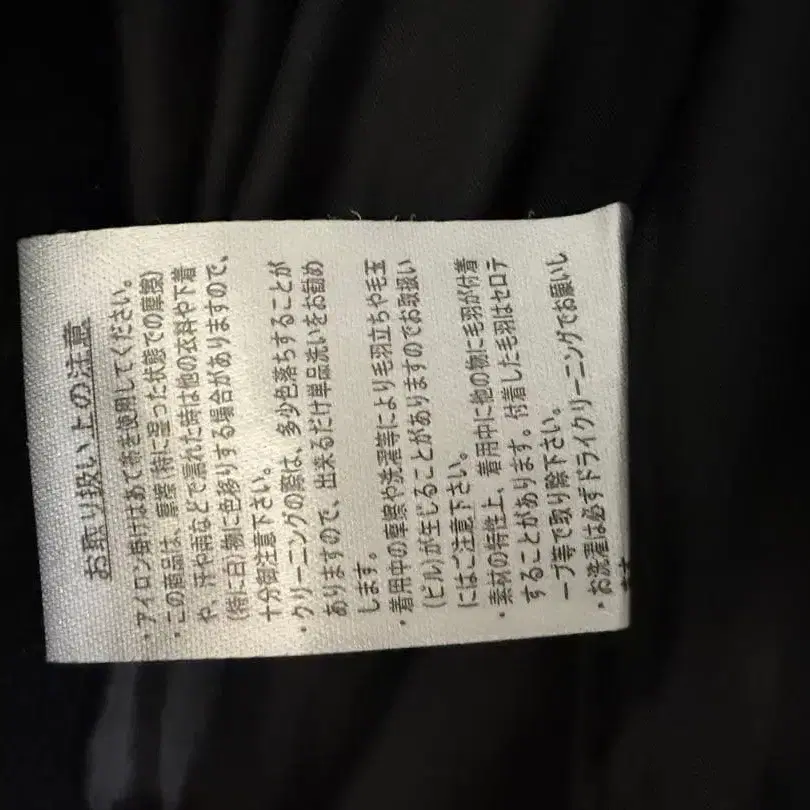 お取り扱い上の注意
・アイロン掛けはあて布を使用してください。
・この商品は、摩擦(特に湿った状態での摩擦)
や、汗や雨などで濡れた時は他の衣料や下着
(特に白)物に色移りする場合がありますので、
十分御注意下さい。
・クリーニングの際は、多少色落ちすることが
ありますので、出来るだけ単品洗いをお勧め
します。
・着用中の摩擦や洗濯等により毛羽立ちや毛玉
(ピル)が生じることがありますのでお取扱い
にはご注意下さい。
・素材の特性上、着用中に他の物に毛羽が付着
することがあります。付着した毛羽はセロテ
ープ等で取り除下さい。
・お洗濯は必ずドライクリーニングでお願いし
ます